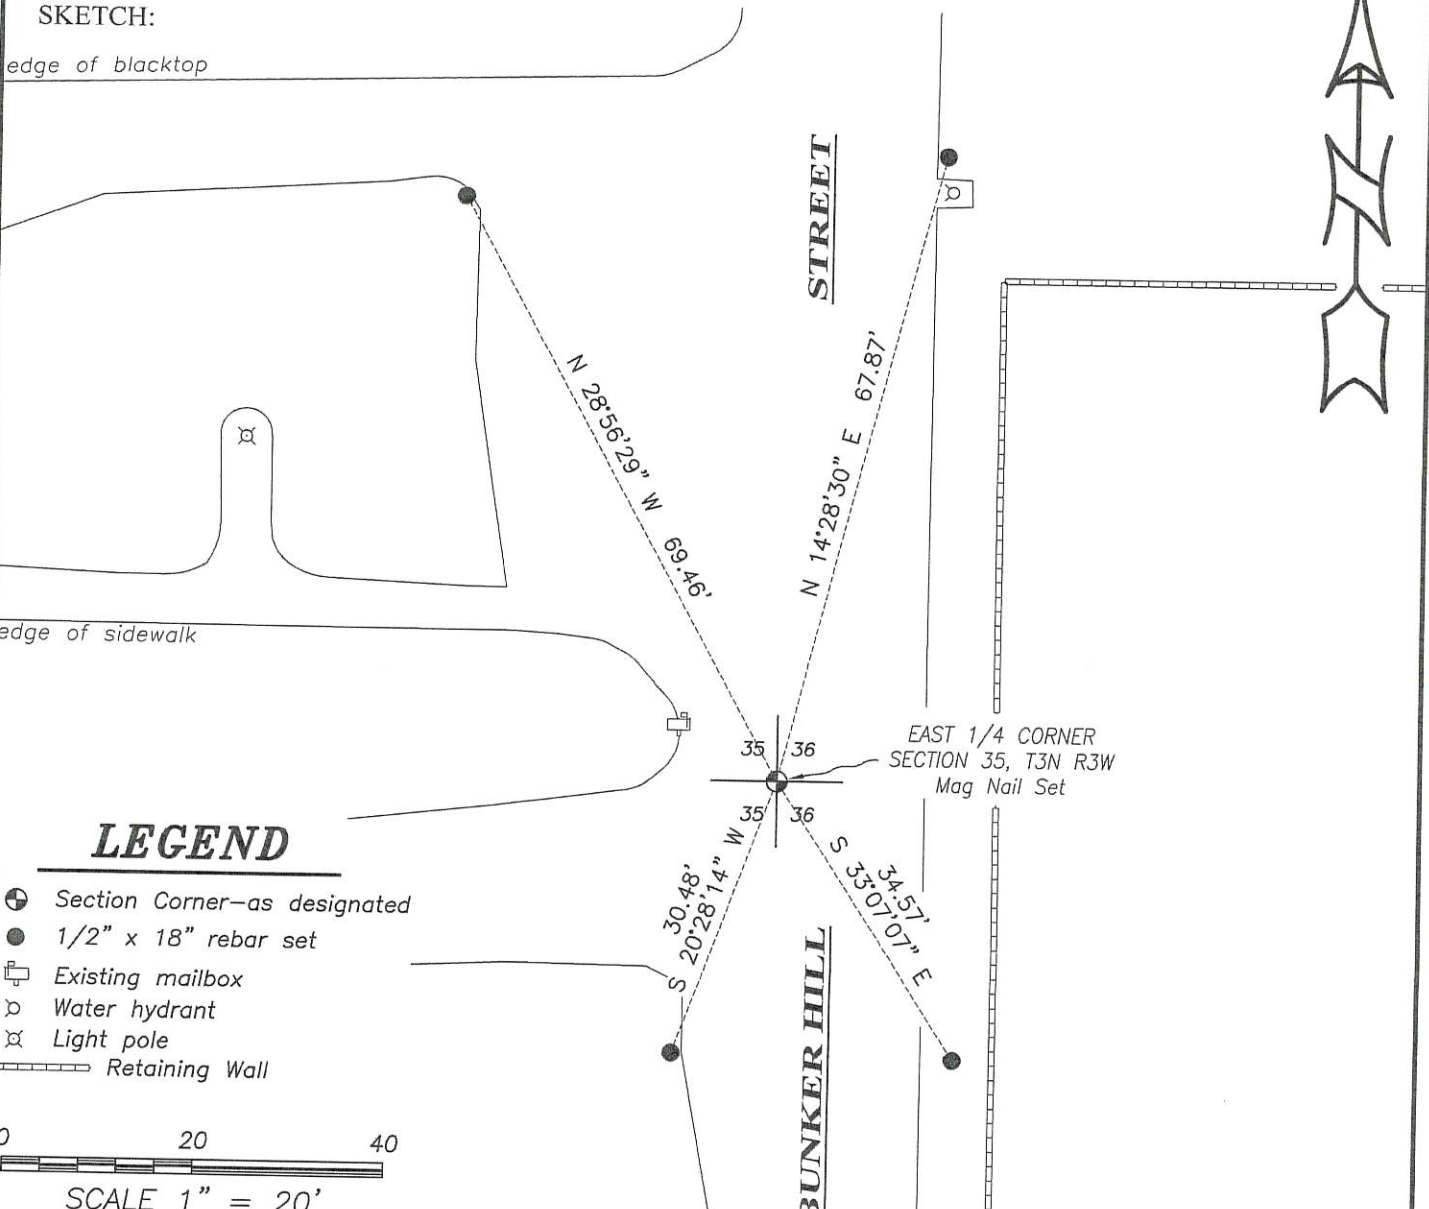 SKETCH:
edge of blacktop
STREET
N
N 28°56'29" W 69.46'
N 14°28'30" E 67.87'
edge of sidewalk
35 36
EAST 1/4 CORNER
SECTION 35, T3N R3W
Mag Nail Set
35 36
30.48'
S 20°28'14" W
34.57'
S 33°07'07" E
BUNKER HILL
LEGEND
Section Corner-as designated
1/2" x 18" rebar set
Existing mailbox
Water hydrant
Light pole
Retaining Wall
0 20 40
SCALE 1" = 20'